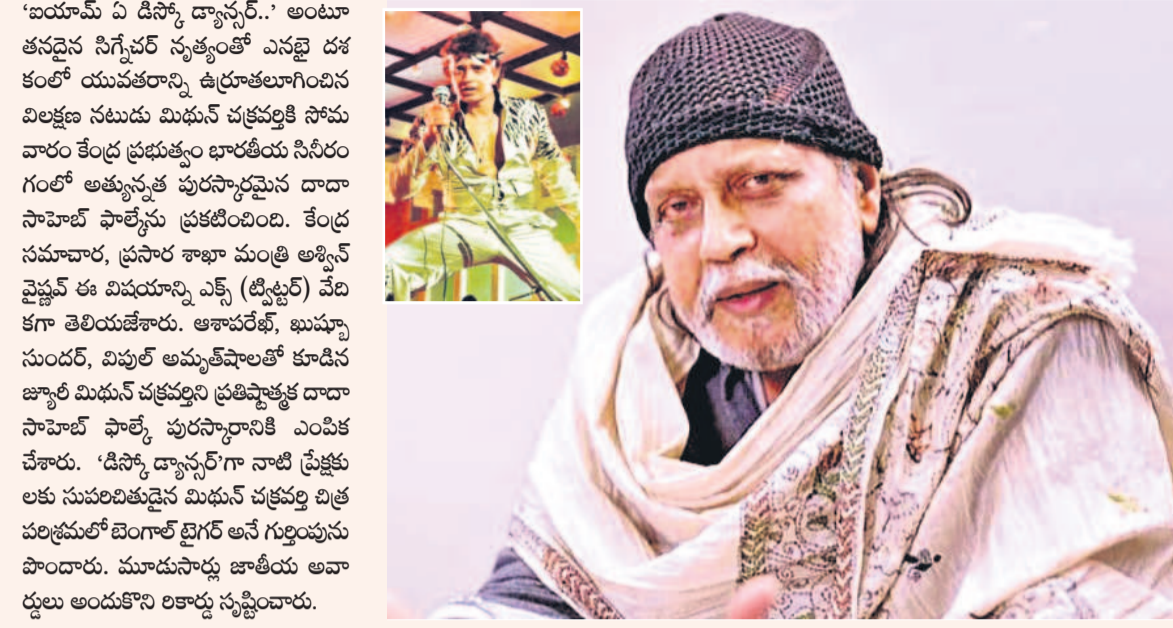 ‘ఐయామ్ ఏ డిస్కో డ్యాన్సర్..’ అంటూ
తనదైన సిగ్నేచర్ నృత్యంతో ఎనభై దశ
కంలో యువతరాన్ని ఉర్రూతలూగించిన
విలక్షణ నటుడు మిథున్ చక్రవర్తికి సోమ
వారం కేంద్ర ప్రభుత్వం భారతీయ సినీరం
గంలో అత్యున్నత పురస్కారమైన దాదా
సాహెబ్ ఫాల్కేను ప్రకటించింది. కేంద్ర
సమాచార, ప్రసార శాఖా మంత్రి అశ్విన్
వైష్ణవ్ ఈ విషయాన్ని ఎక్స్ (ట్విట్టర్) వేది
కగా తెలియజేశారు. ఆశాపరేఖ్, ఖుష్బూ
సుందర్, విపుల్ అమృత్‌షాలతో కూడిన
జ్యూరీ మిథున్ చక్రవర్తిని ప్రతిష్టాత్మక దాదా
సాహెబ్ ఫాల్కే పురస్కారానికి ఎంపిక
చేశారు. ‘డిస్కో డ్యాన్సర్’గా నాటి ప్రేక్షకు
లకు సుపరిచితుడైన మిథున్ చక్రవర్తి చిత్ర
పరిశ్రమలో బెంగాల్ టైగర్ అనే గుర్తింపును
పొందారు. మూడుసార్లు జాతీయ అవా
ర్డులు అందుకొని రికార్డు సృష్టించారు.